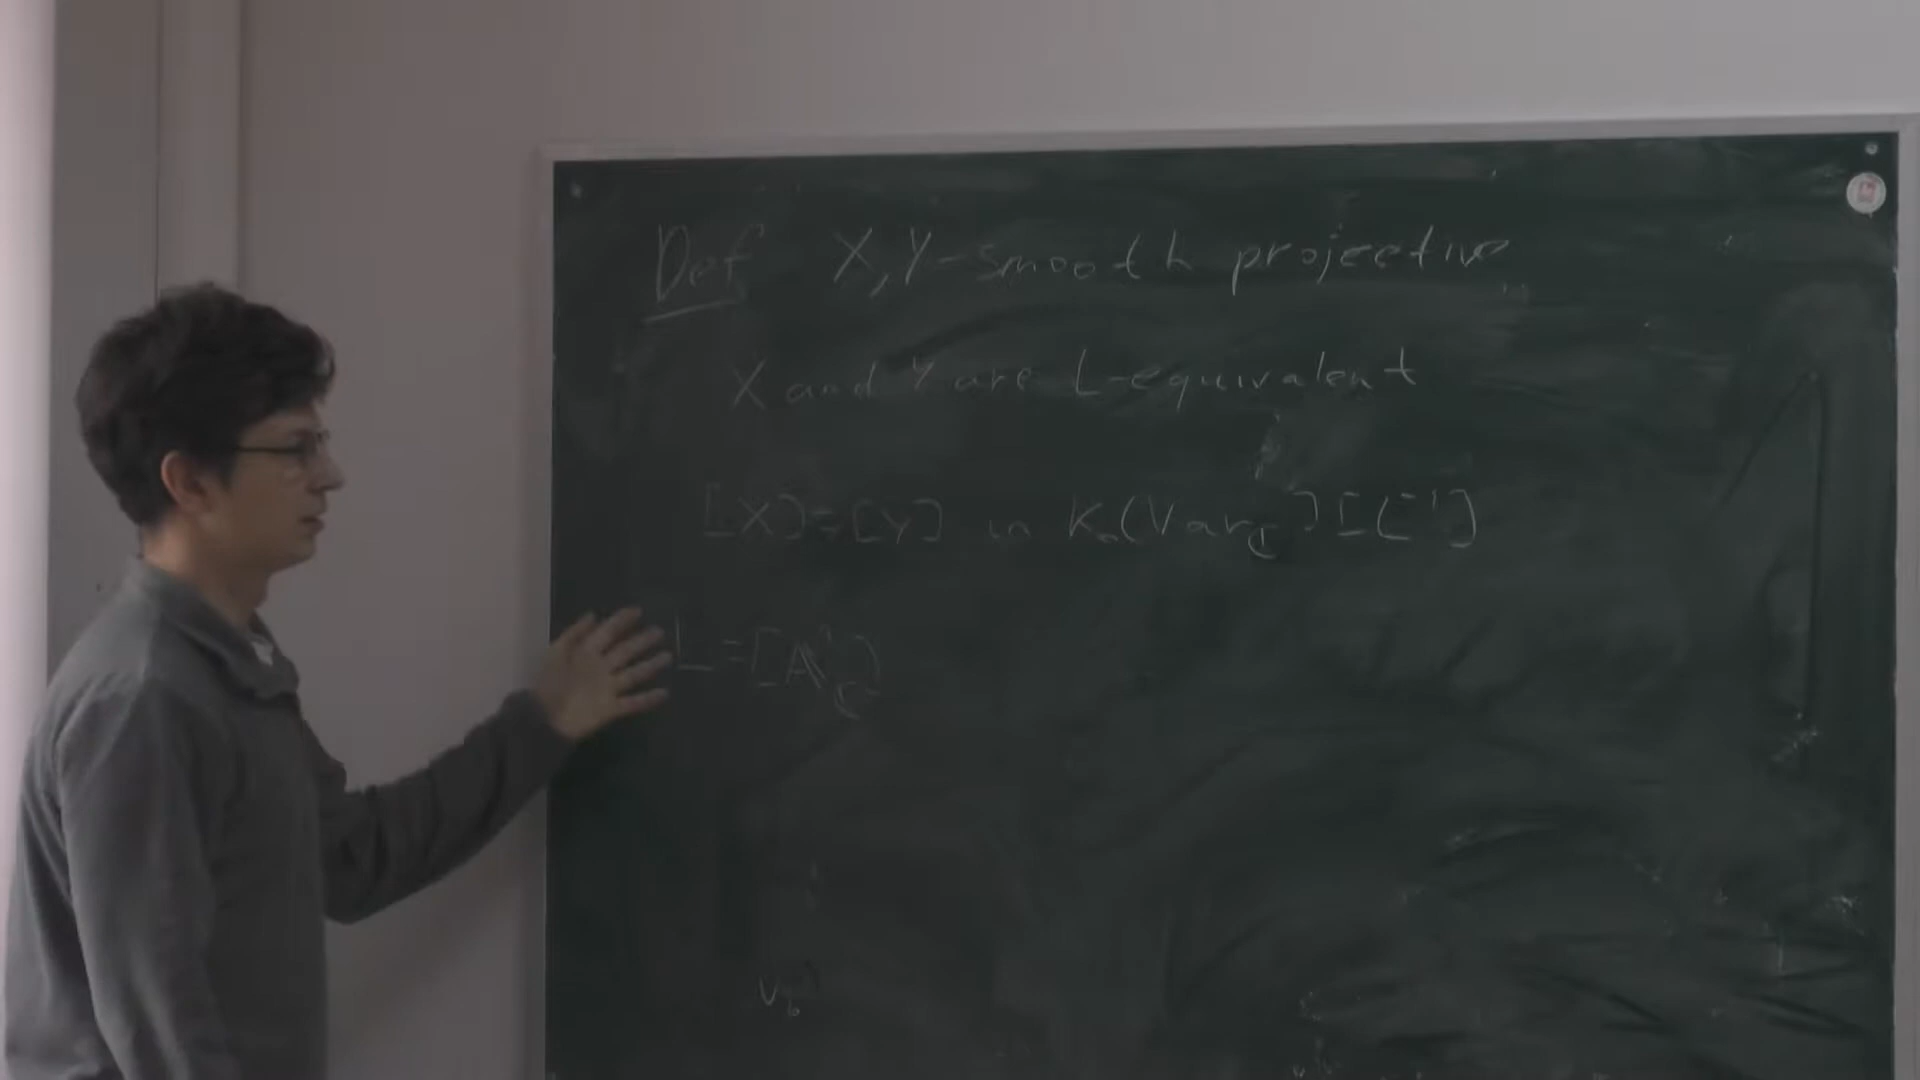 Def X, Y - smooth projective
X and Y are L-equivalent
[X] = [Y] in K₀(Var_ℂ)[L⁻¹]
L = [𝔸¹_ℂ]